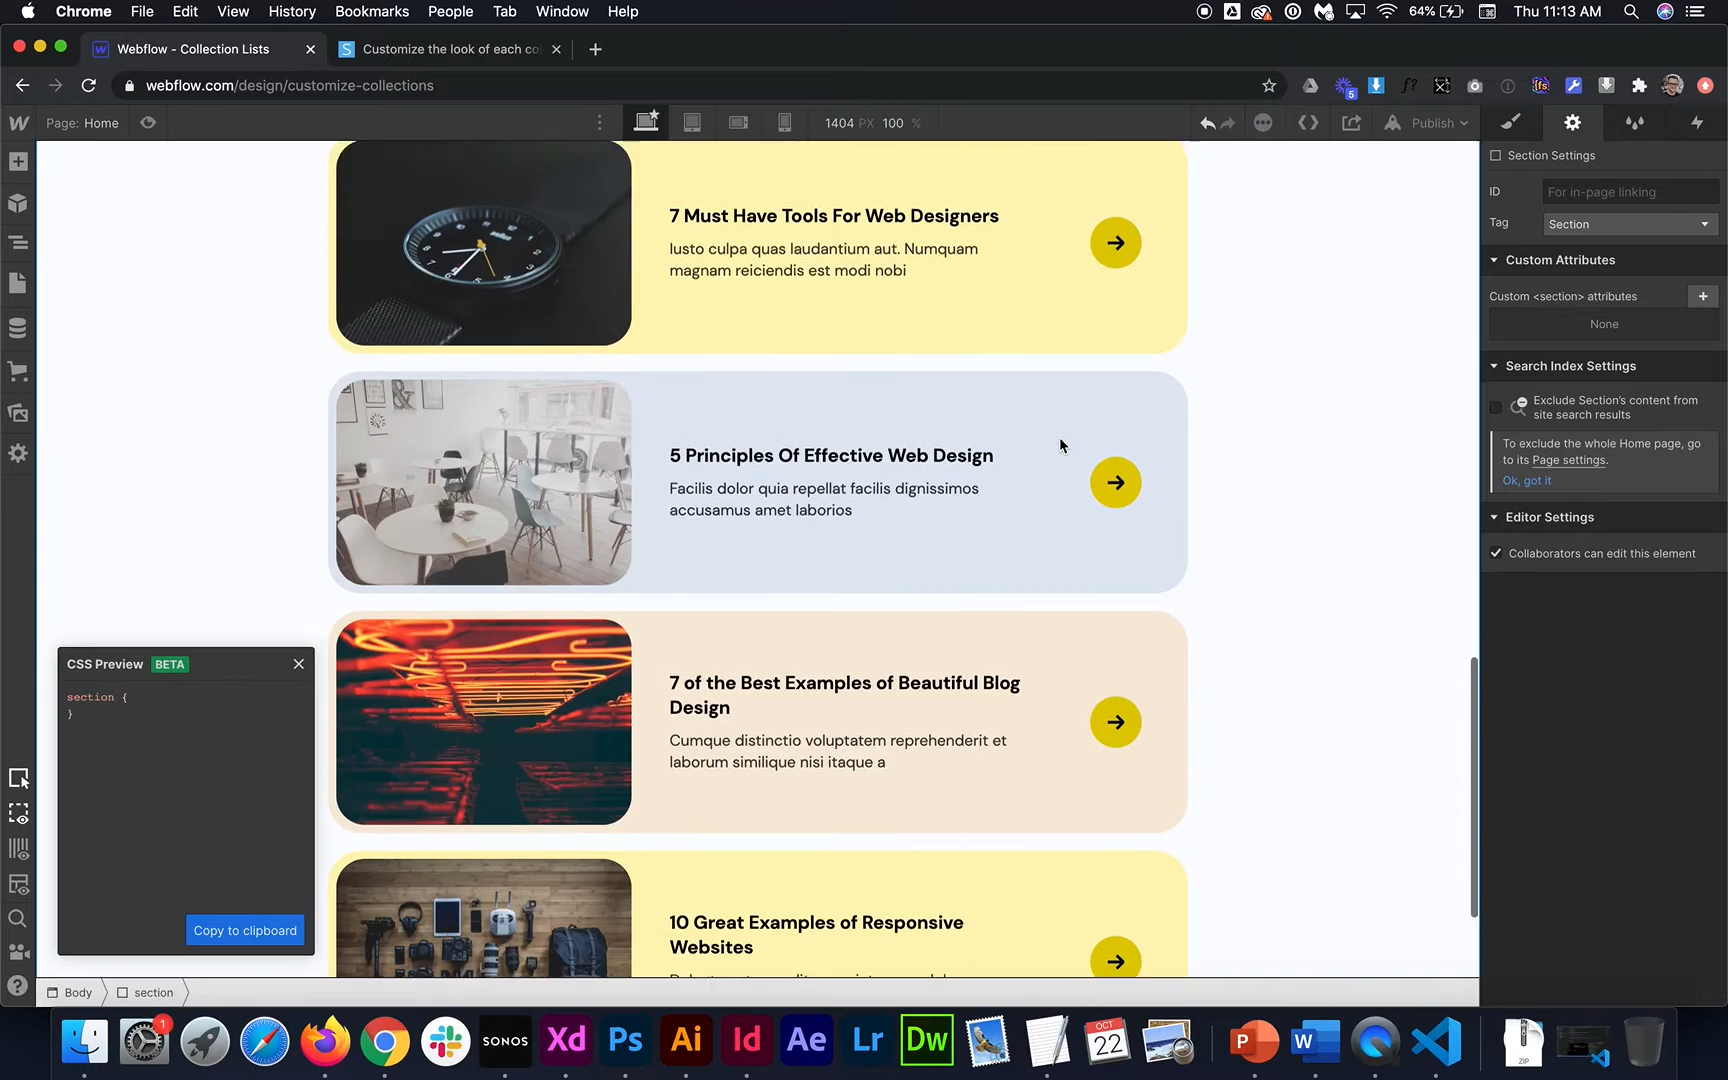 Chrome File Edit View History Bookmarks People Tab Window Help
64% Thu 11:13 AM
Webflow - Collection Lists
Customize the look of each co
webflow.com/design/customize-collections
5
Page: Home
1404 PX 100 %
Publish
7 Must Have Tools For Web Designers
Iusto culpa quas laudantium aut. Numquam
magnam reiciendis est modi nobi
5 Principles Of Effective Web Design
Facilis dolor quia repellat facilis dignissimos
accusamus amet laborios
7 of the Best Examples of Beautiful Blog
Design
Cumque distinctio voluptatem reprehenderit et
laborum similique nisi itaque a
10 Great Examples of Responsive
Websites
CSS Preview BETA
section {
}
Copy to clipboard
Body section
Section Settings
ID For in-page linking
Tag Section
Custom Attributes
Custom <section> attributes
None
Search Index Settings
Exclude Section's content from
site search results
To exclude the whole Home page, go
to its Page settings.
Ok, got it
Editor Settings
Collaborators can edit this element
1
SONOS
Xd
Ps
Ai
Id
Ae
Lr
Dw
OCT
22
P
W
ZIP